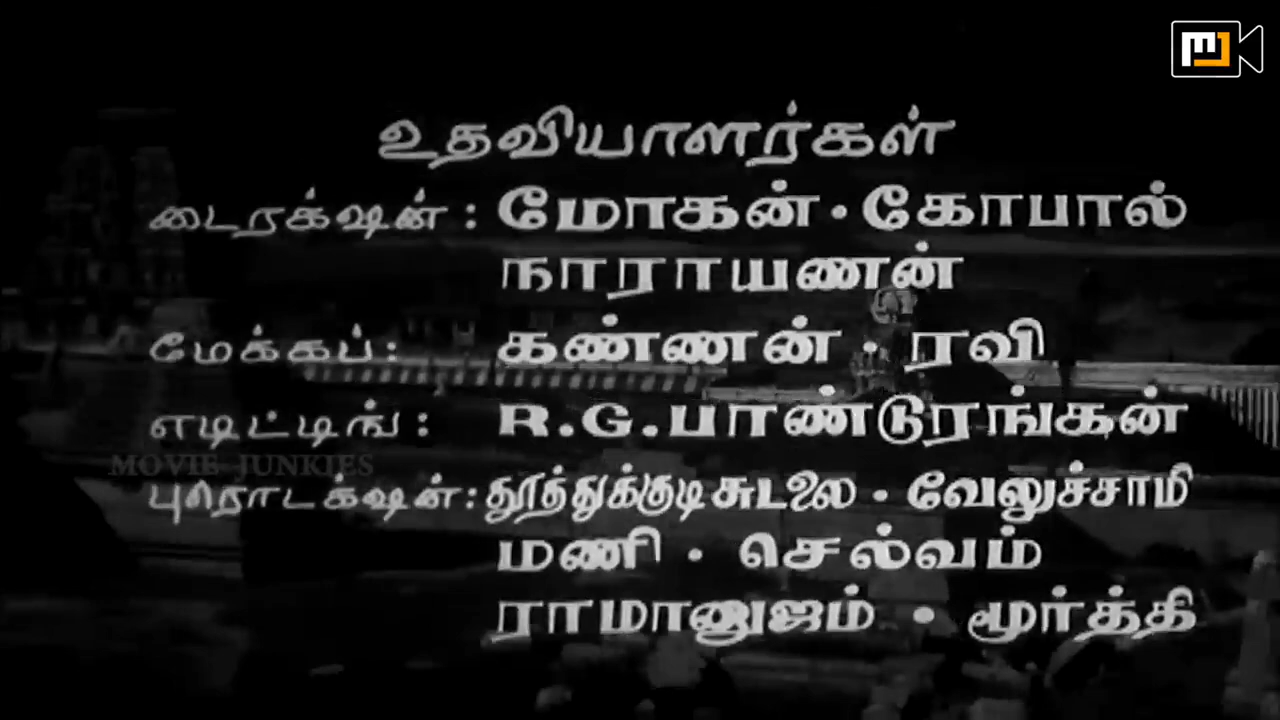 உதவியாளர்கள்
டைரக்‌ஷன் : மோகன் · கோபால்
நாராயணன்
மேக்கப் : கண்ணன் · ரவி
எடிட்டிங் : R.G.பாண்டூரங்கன்
MOVIE JUNKIES
புரொடக்‌ஷன் : தூத்துக்குடி சுடலை · வேலுச்சாமி
மணி · செல்வம்
ராமானுஜம் · மூர்த்தி